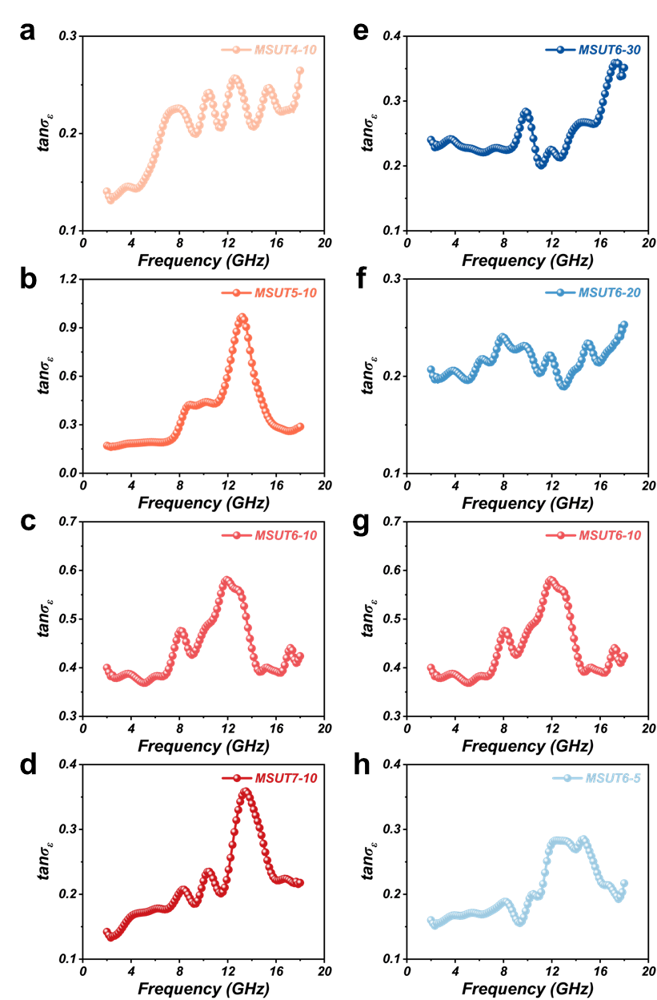 a
0.3
MSUT4-10
0.2
tanσε
0.1
0 4 8 12 16 20
Frequency (GHz)
e
0.4
MSUT6-30
0.3
tanσε
0.2
0.1
0 4 8 12 16 20
Frequency (GHz)
b
1.2
MSUT5-10
0.9
tanσε
0.6
0.3
0.0
0 4 8 12 16 20
Frequency (GHz)
f
0.3
MSUT6-20
0.2
tanσε
0.1
0 4 8 12 16 20
Frequency (GHz)
c
0.7
MSUT6-10
0.6
tanσε
0.5
0.4
0.3
0 4 8 12 16 20
Frequency (GHz)
g
0.7
MSUT6-10
0.6
tanσε
0.5
0.4
0.3
0 4 8 12 16 20
Frequency (GHz)
d
0.4
MSUT7-10
0.3
tanσε
0.2
0.1
0 4 8 12 16 20
Frequency (GHz)
h
0.4
MSUT6-5
0.3
tanσε
0.2
0.1
0 4 8 12 16 20
Frequency (GHz)